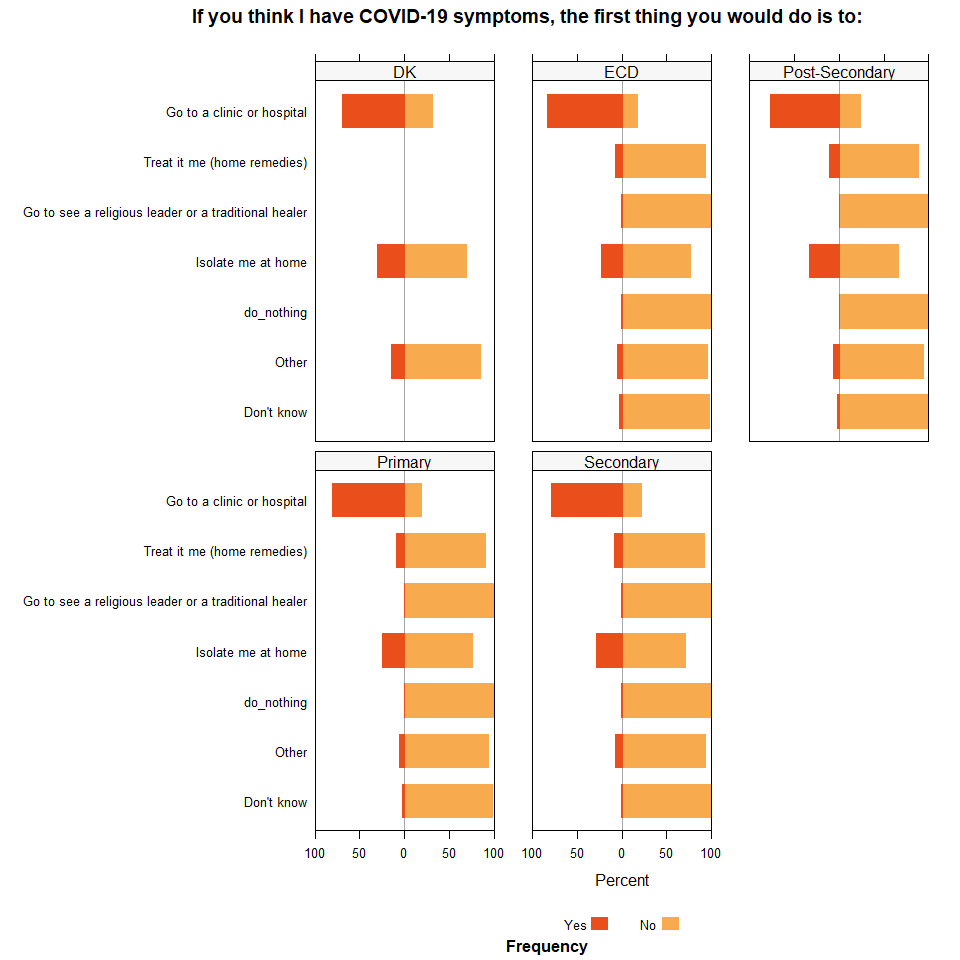 If you think I have COVID-19 symptoms, the first thing you would do is to:
DK
ECD
Post-Secondary
Go to a clinic or hospital
Treat it me (home remedies)
Go to see a religious leader or a traditional healer
Isolate me at home
do_nothing
Other
Don't know
Primary
Secondary
Go to a clinic or hospital
Treat it me (home remedies)
Go to see a religious leader or a traditional healer
Isolate me at home
do_nothing
Other
Don't know
100 50 0 50 100 100 50 0 50 100
Percent
Yes No
Frequency